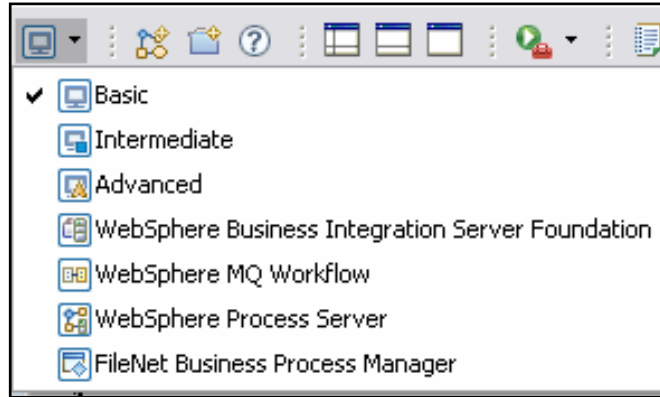 Basic
Intermediate
Advanced
WebSphere Business Integration Server Foundation
WebSphere MQ Workflow
WebSphere Process Server
FileNet Business Process Manager